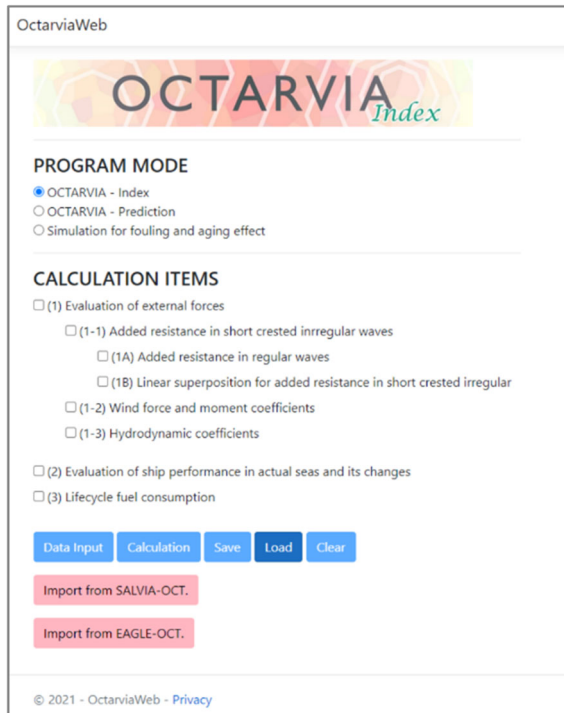 OctarviaWeb
OCTARVIA
Index
PROGRAM MODE
OCTARVIA - Index
OCTARVIA - Prediction
Simulation for fouling and aging effect
CALCULATION ITEMS
(1) Evaluation of external forces
(1-1) Added resistance in short crested inrregular waves
(1A) Added resistance in regular waves
(1B) Linear superposition for added resistance in short crested irregular
(1-2) Wind force and moment coefficients
(1-3) Hydrodynamic coefficients
(2) Evaluation of ship performance in actual seas and its changes
(3) Lifecycle fuel consumption
Data Input Calculation Save Load Clear
Import from SALVIA-OCT.
Import from EAGLE-OCT.
© 2021 - OctarviaWeb - Privacy